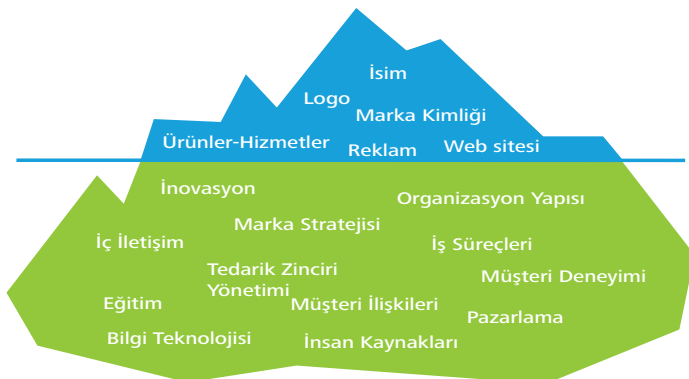 İsim
Logo
Marka Kimliği
Ürünler-Hizmetler
Reklam
Web sitesi
İnovasyon
Organizasyon Yapısı
Marka Stratejisi
İç İletişim
İş Süreçleri
Tedarik Zinciri
Yönetimi
Müşteri Deneyimi
Eğitim
Müşteri İlişkileri
Pazarlama
Bilgi Teknolojisi
İnsan Kaynakları